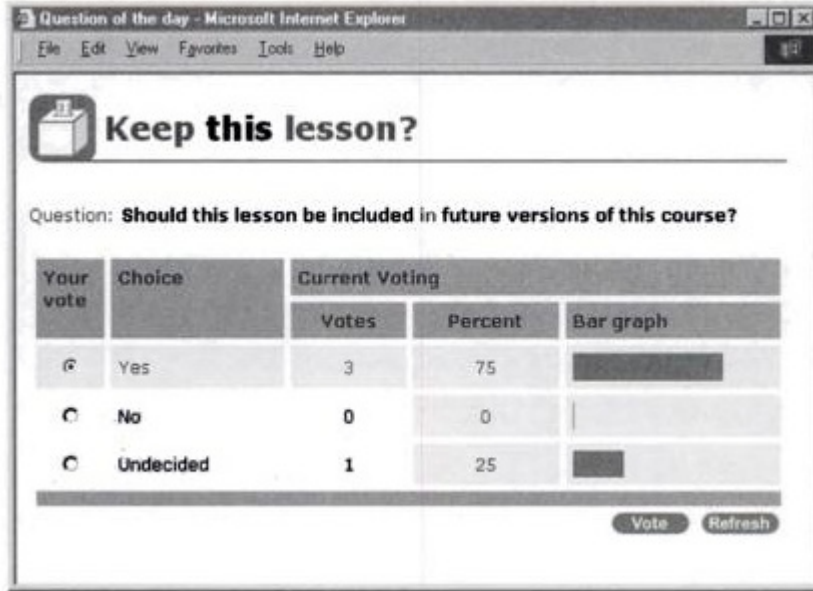 Question of the day - Microsoft Internet Explorer
File Edit View Favorites Tools Help
Keep this lesson?
Question: Should this lesson be included in future versions of this course?
Your vote Choice Current Voting
Votes Percent Bar graph
Yes 3 75
No 0 0
Undecided 1 25
Vote Refresh